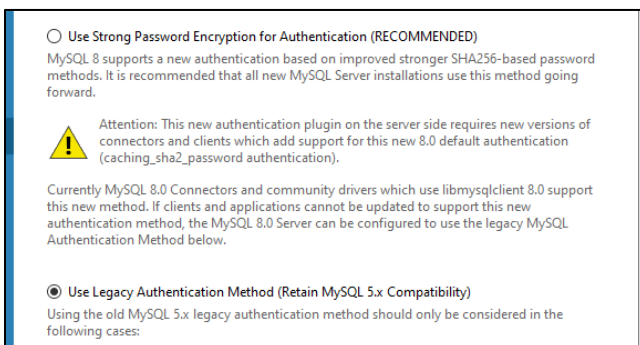 Use Strong Password Encryption for Authentication (RECOMMENDED)
MySQL 8 supports a new authentication based on improved stronger SHA256-based password
methods. It is recommended that all new MySQL Server installations use this method going
forward.
Attention: This new authentication plugin on the server side requires new versions of
connectors and clients which add support for this new 8.0 default authentication
(caching_sha2_password authentication).
Currently MySQL 8.0 Connectors and community drivers which use libmysqlclient 8.0 support
this new method. If clients and applications cannot be updated to support this new
authentication method, the MySQL 8.0 Server can be configured to use the legacy MySQL
Authentication Method below.
Use Legacy Authentication Method (Retain MySQL 5.x Compatibility)
Using the old MySQL 5.x legacy authentication method should only be considered in the
following cases: